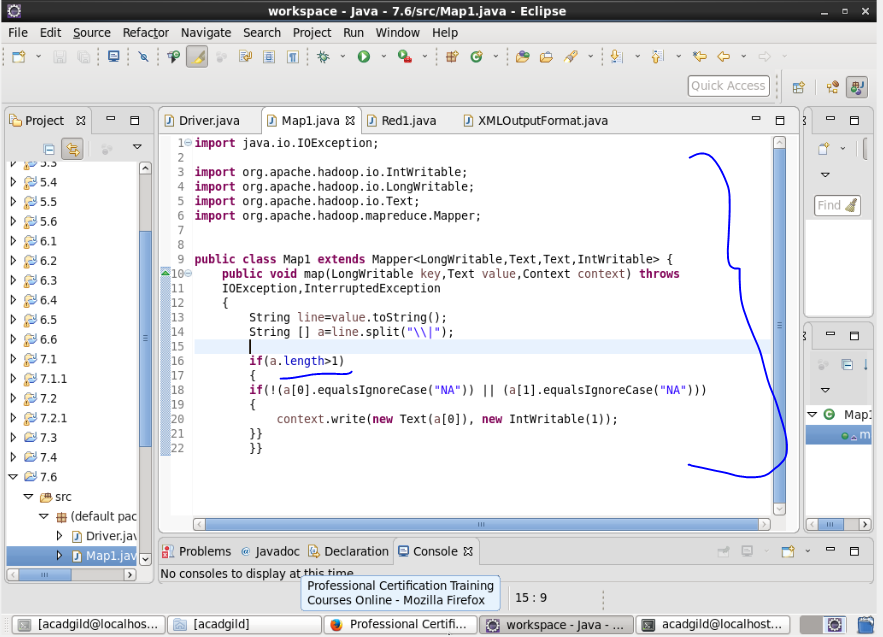 workspace - Java - 7.6/src/Map1.java - Eclipse
File Edit Source Refactor Navigate Search Project Run Window Help
Quick Access
Project
Driver.java
Map1.java
Red1.java
XMLOutputFormat.java
5.3
5.4
5.5
5.6
6.1
6.2
6.3
6.4
6.5
6.6
7.1
7.1.1
7.2
7.2.1
7.3
7.4
7.6
src
(default pac
Driver.jav
Map1.jav
1 import java.io.IOException;
2
3 import org.apache.hadoop.io.IntWritable;
4 import org.apache.hadoop.io.LongWritable;
5 import org.apache.hadoop.io.Text;
6 import org.apache.hadoop.mapreduce.Mapper;
7
8
9 public class Map1 extends Mapper<LongWritable,Text,Text,IntWritable> {
10 public void map(LongWritable key,Text value,Context context) throws
11 IOException,InterruptedException
12 {
13 String line=value.toString();
14 String [] a=line.split("\\|");
15
16 if(a.length>1)
17 {
18 if(!(a[0].equalsIgnoreCase("NA")) || (a[1].equalsIgnoreCase("NA")))
19 {
20 context.write(new Text(a[0]), new IntWritable(1));
21 }}
22 }}
Find
Map1
m
Problems
Javadoc
Declaration
Console
No consoles to display at this time.
Professional Certification Training
Courses Online - Mozilla Firefox
15 : 9
[acadgild@localhos...
[acadgild]
Professional Certifi...
workspace - Java - ...
acadgild@localhost...